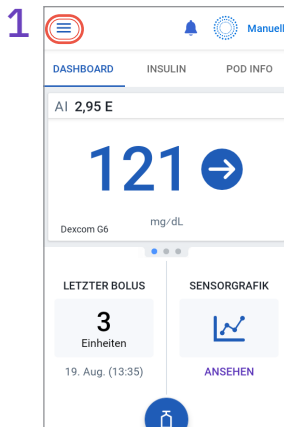 1
Manuell
DASHBOARD INSULIN POD INFO
AI 2,95 E
121
mg/dL
Dexcom G6
LETZTER BOLUS SENSORGRAFIK
3
Einheiten
19. Aug. (13:35) ANSEHEN